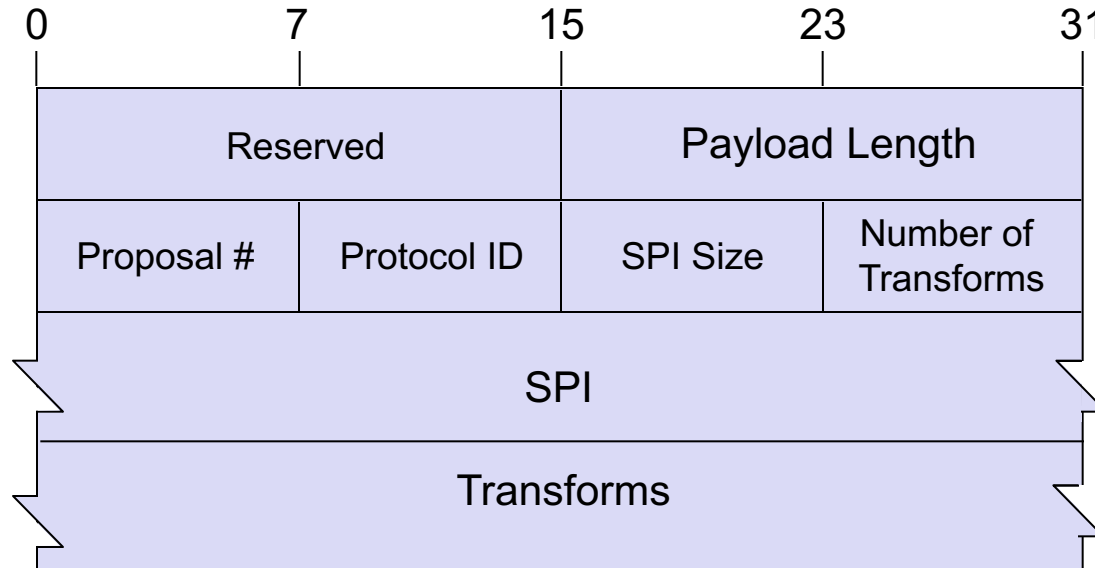 0 7 15 23 31
Reserved Payload Length
Proposal # Protocol ID SPI Size Number of
Transforms
SPI
Transforms